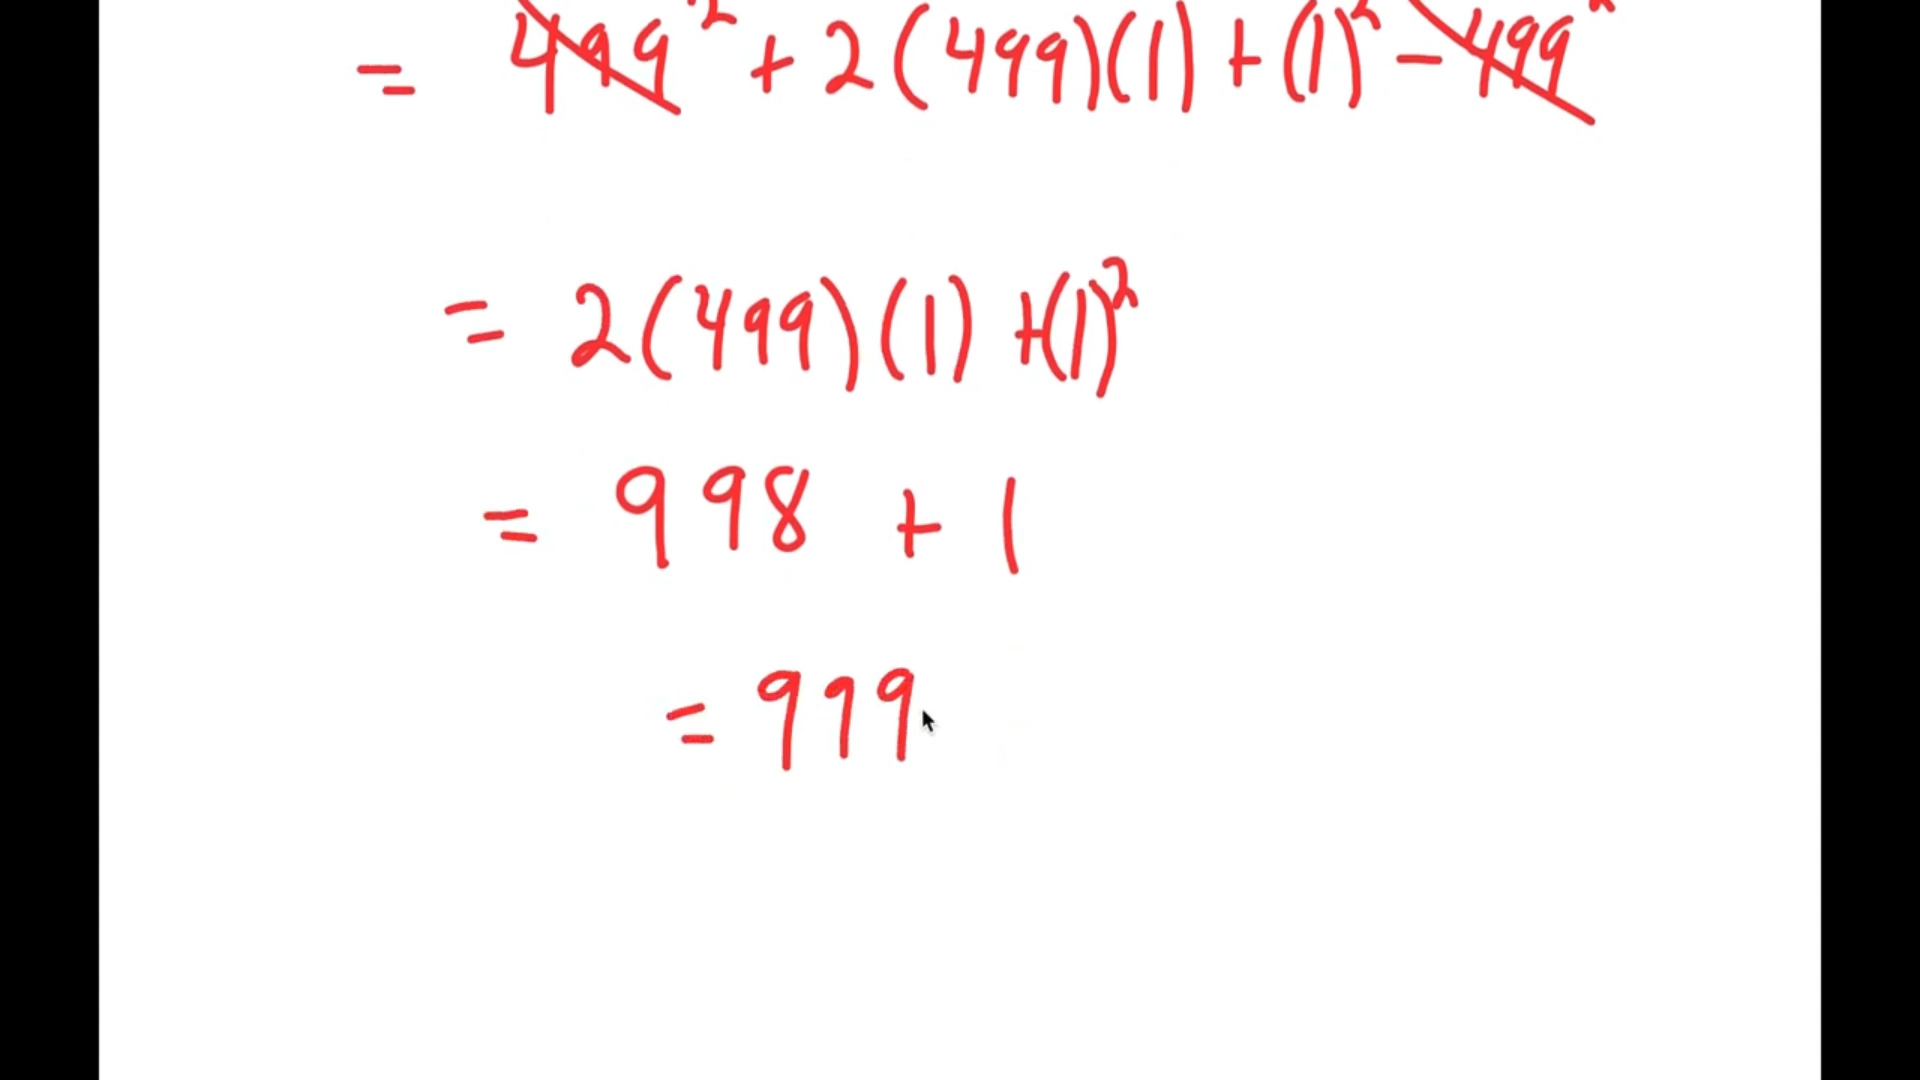 = 499² + 2(499)(1) + (1)² - 499²
= 2(499)(1) + (1)²
= 998 + 1
= 999